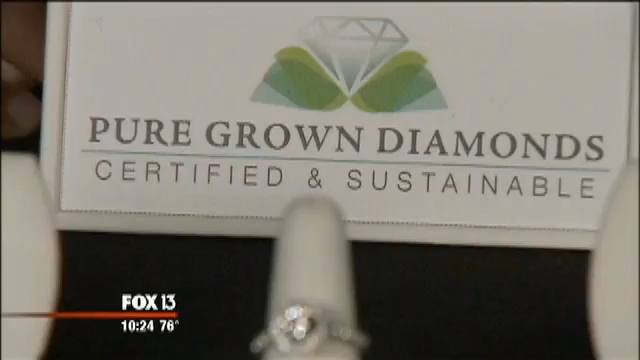 PURE GROWN DIAMONDS
CERTIFIED & SUSTAINABLE
FOX 13
10:24 76°